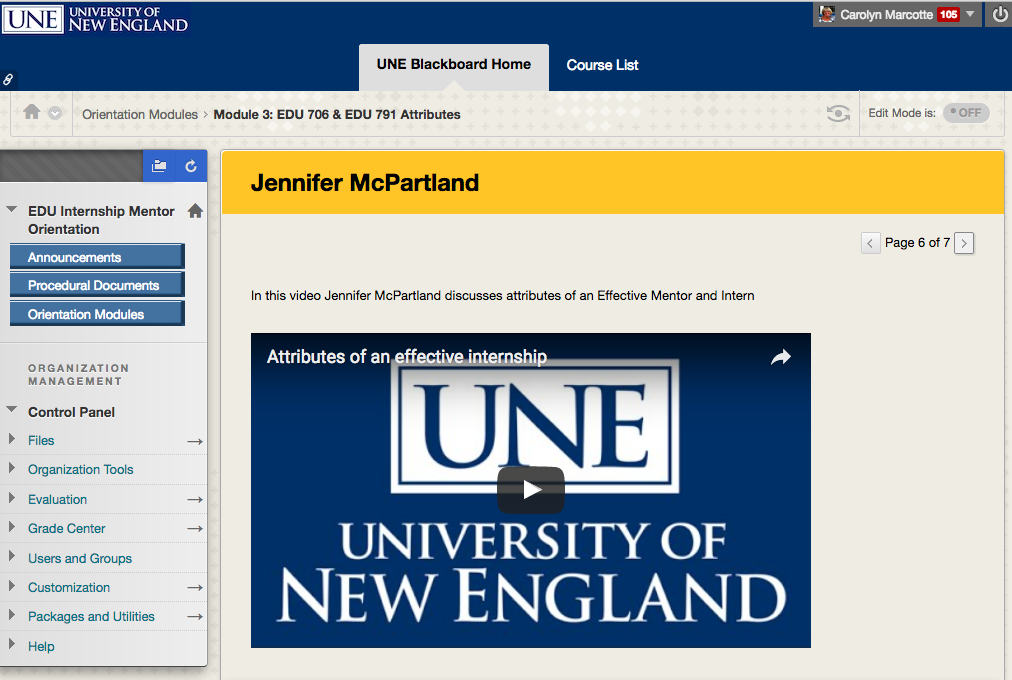 UNE UNIVERSITY OF
NEW ENGLAND
Carolyn Marcotte 105
UNE Blackboard Home
Course List
Orientation Modules › Module 3: EDU 706 & EDU 791 Attributes
Edit Mode is: OFF
EDU Internship Mentor
Orientation
Announcements
Procedural Documents
Orientation Modules
ORGANIZATION
MANAGEMENT
Control Panel
Files
Organization Tools
Evaluation
Grade Center
Users and Groups
Customization
Packages and Utilities
Help
Jennifer McPartland
Page 6 of 7
In this video Jennifer McPartland discusses attributes of an Effective Mentor and Intern
Attributes of an effective internship
UNE
UNIVERSITY OF
NEW ENGLAND